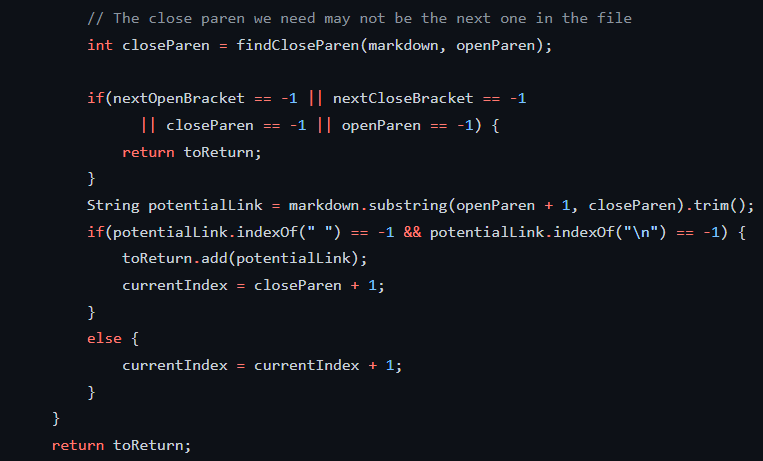 // The close paren we need may not be the next one in the file
int closeParen = findCloseParen(markdown, openParen);
if(nextOpenBracket == -1 || nextCloseBracket == -1
|| closeParen == -1 || openParen == -1) {
return toReturn;
}
String potentialLink = markdown.substring(openParen + 1, closeParen).trim();
if(potentialLink.indexOf(" ") == -1 && potentialLink.indexOf("\n") == -1) {
toReturn.add(potentialLink);
currentIndex = closeParen + 1;
}
else {
currentIndex = currentIndex + 1;
}
}
return toReturn;